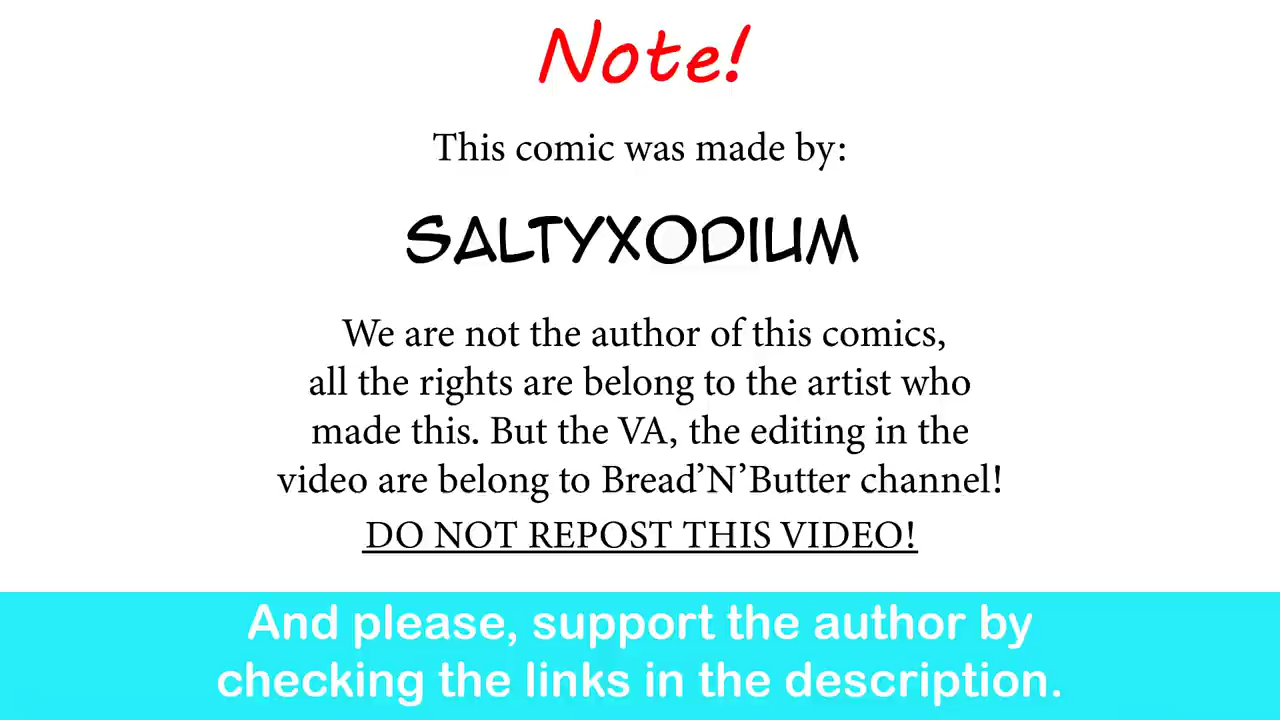 Note!
This comic was made by:
SALTYXODIUM
We are not the author of this comics,
all the rights are belong to the artist who
made this. But the VA, the editing in the
video are belong to Bread’N’Butter channel!
DO NOT REPOST THIS VIDEO!
And please, support the author by
checking the links in the description.